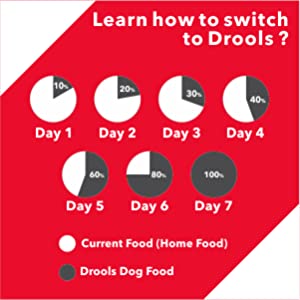 Learn how to switch
to Drools ?
10%
20%
30%
40%
Day 1
Day 2
Day 3
Day 4
60%
80%
100%
Day 5
Day 6
Day 7
Current Food (Home Food)
Drools Dog Food